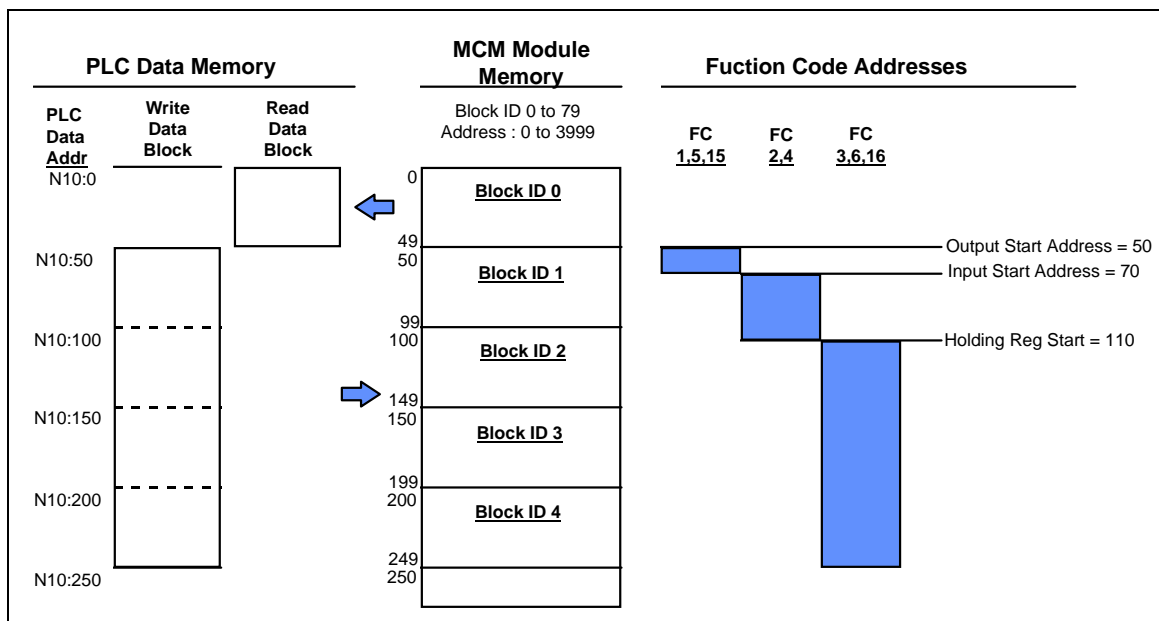 PLC Data Memory
MCM Module
Memory
Fuction Code Addresses
PLC
Data
Addr
Write
Data
Block
Read
Data
Block
Block ID 0 to 79
Address : 0 to 3999
FC
1,5,15
FC
2,4
FC
3,6,16
N10:0
0
Block ID 0
49
Output Start Address = 50
N10:50
50
Block ID 1
Input Start Address = 70
99
N10:100
100
Block ID 2
Holding Reg Start = 110
149
N10:150
150
Block ID 3
199
N10:200
200
Block ID 4
249
N10:250
250